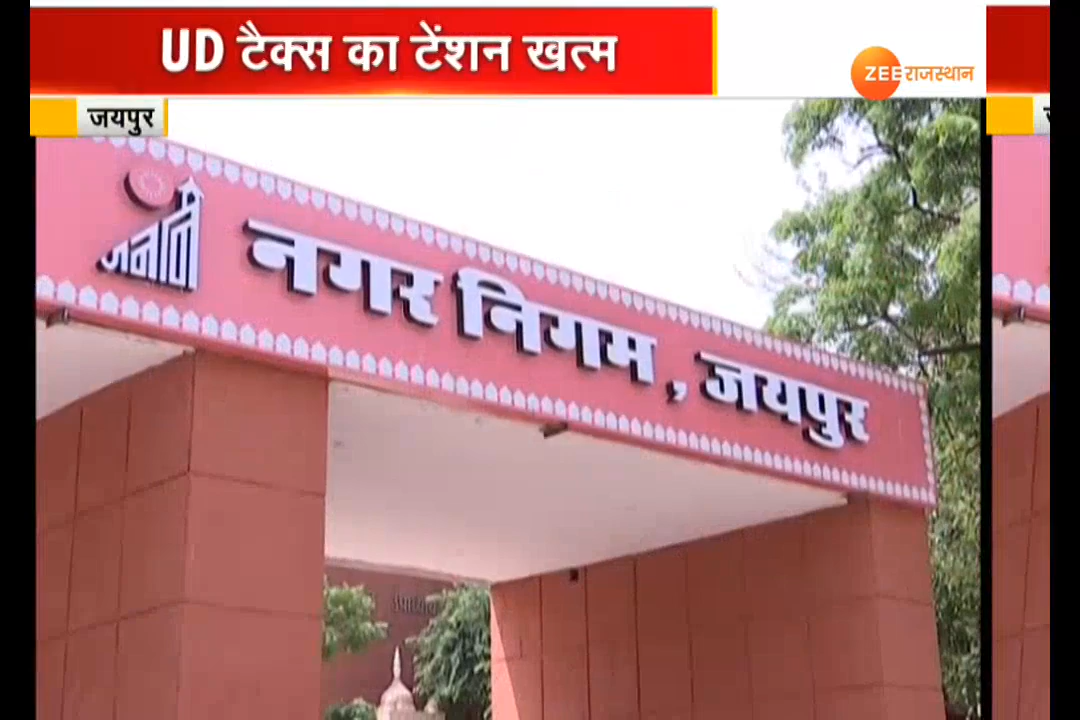 UD टैक्स का टेंशन खत्म
ZEE राजस्थान
जयपुर
नगर निगम, जयपुर